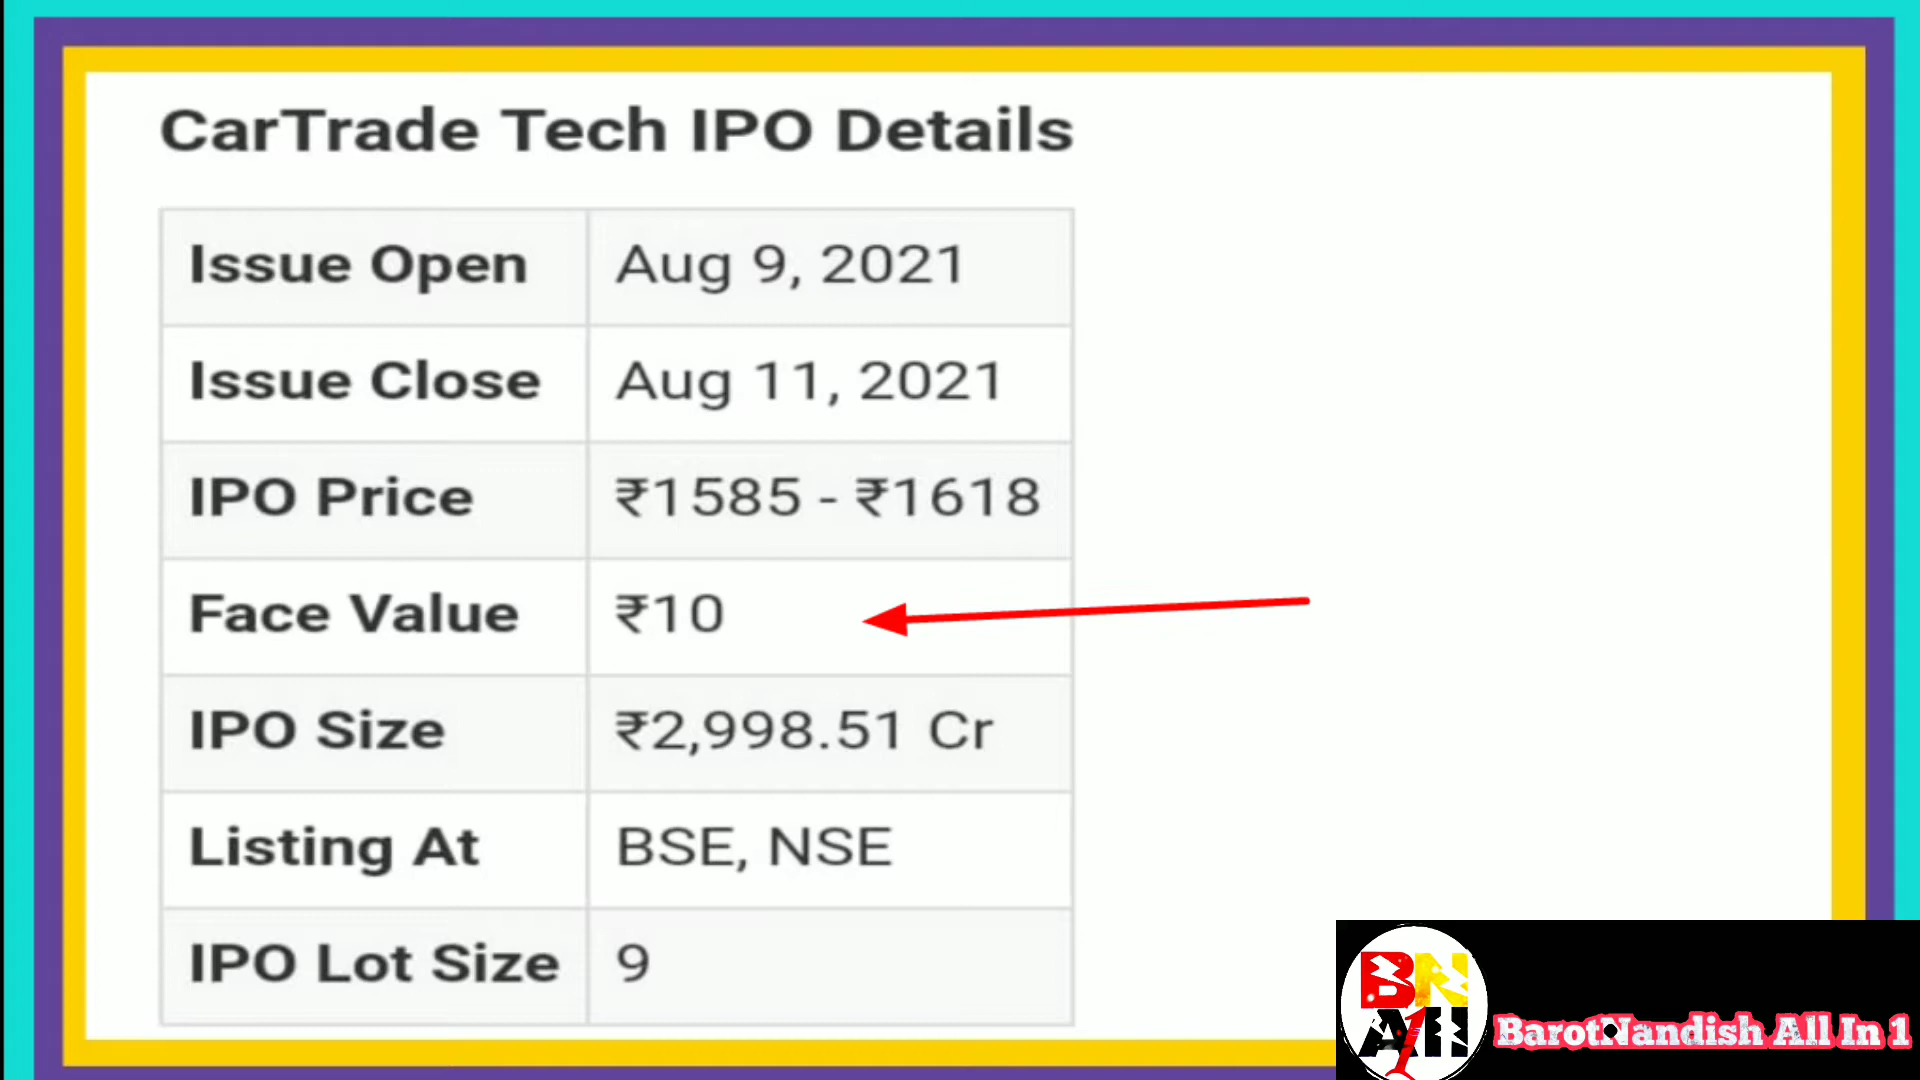 CarTrade Tech IPO Details
Issue Open Aug 9, 2021
Issue Close Aug 11, 2021
IPO Price ₹1585 - ₹1618
Face Value ₹10
IPO Size ₹2,998.51 Cr
Listing At BSE, NSE
IPO Lot Size 9
BN
A1I
BarotNandish All In 1